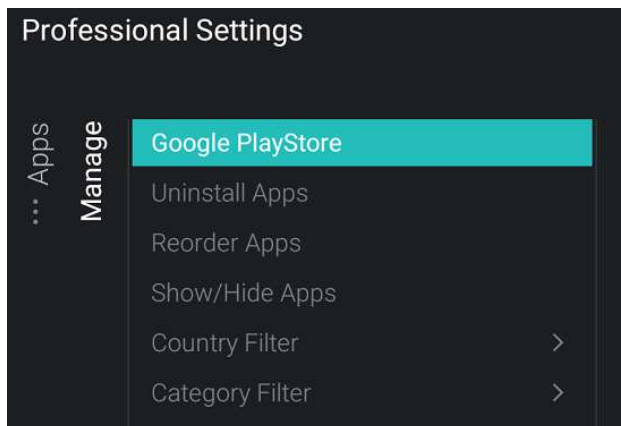 Professional Settings
... Apps
Manage
Google PlayStore
Uninstall Apps
Reorder Apps
Show/Hide Apps
Country Filter
Category Filter